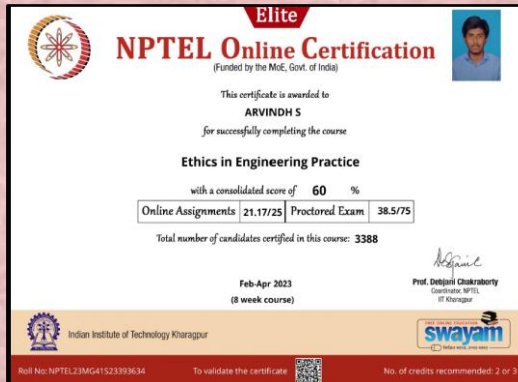 Elite
NPTEL Online Certification
(Funded by the MoE, Govt. of India)
This certificate is awarded to
ARVINDH S
for successfully completing the course
Ethics in Engineering Practice
with a consolidated score of 60 %
Online Assignments 21.17/25 Proctored Exam 38.5/75
Total number of candidates certified in this course: 3388
Feb-Apr 2023
(8 week course)
Prof. Debjani Chakraborty
Coordinator, NPTEL
IIT Kharagpur
Indian Institute of Technology Kharagpur
FREE ONLINE EDUCATION
swayam
Roll No: NPTEL23MG41S23393634 To validate the certificate No. of credits recommended: 2 or 3